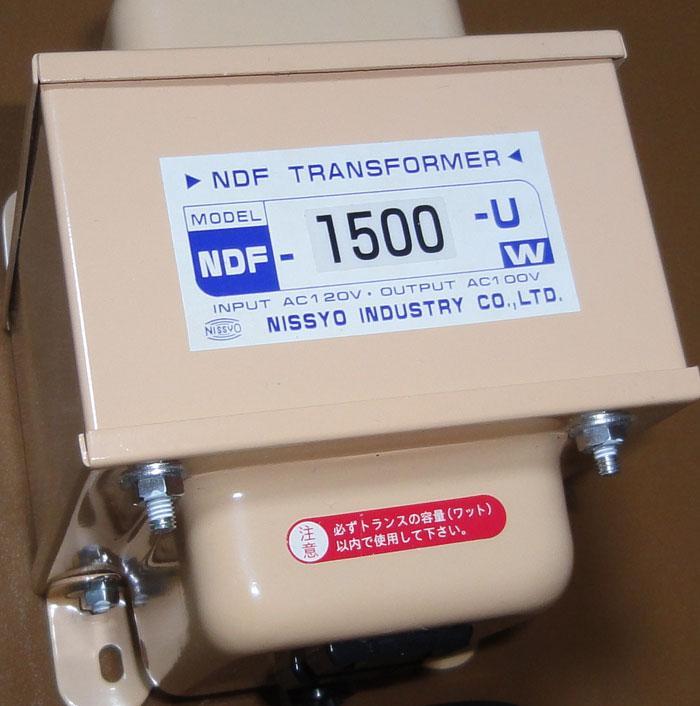 ▶ NDF TRANSFORMER ◀
MODEL
NDF- 1500 -U
W
INPUT AC120V・OUTPUT AC100V
NISSYO NISSYO INDUSTRY CO.,LTD.
注意
必ずトランスの容量(ワット)
以内で使用して下さい。